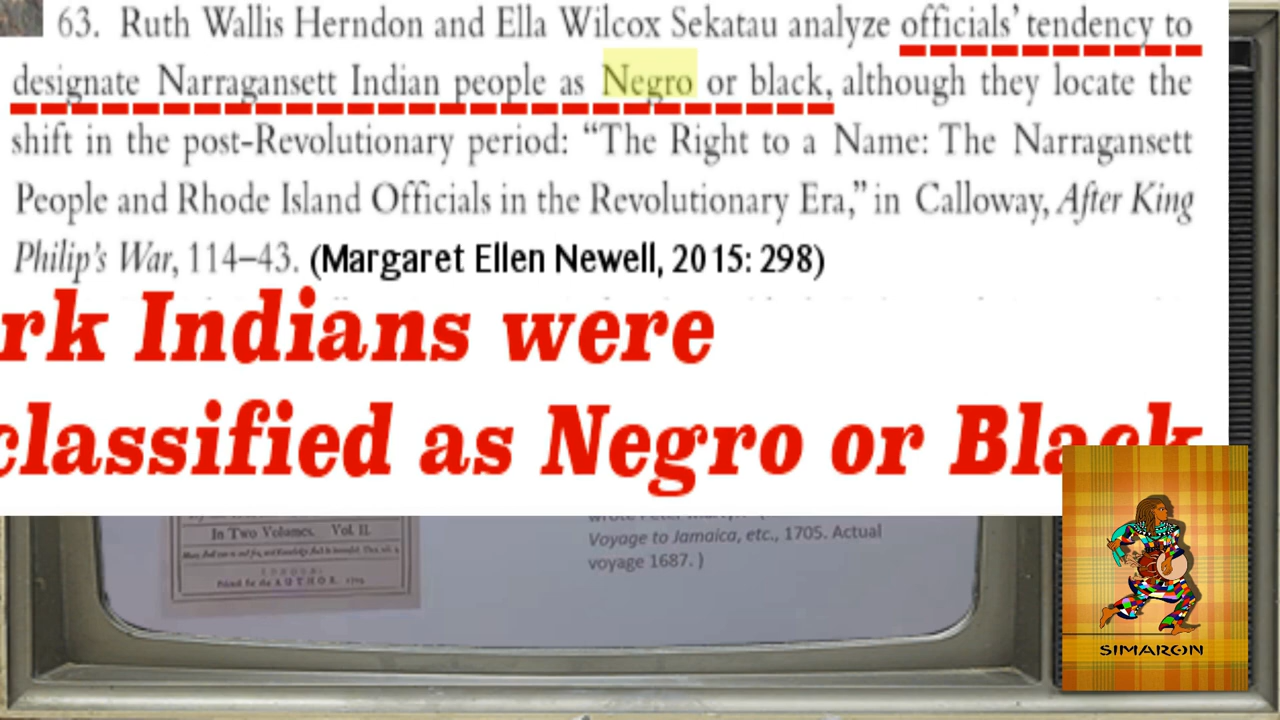 63. Ruth Wallis Herndon and Ella Wilcox Sekatau analyze officials’ tendency to
designate Narragansett Indian people as Negro or black, although they locate the
shift in the post-Revolutionary period: “The Right to a Name: The Narragansett
People and Rhode Island Officials in the Revolutionary Era,” in Calloway, After King
Philip’s War, 114–43. (Margaret Ellen Newell, 2015: 298)
rk Indians were
classified as Negro or Black
In Two Volumes. Vol. II.
Voyage to Jamaica, etc., 1705. Actual
voyage 1687. )
SIMARON